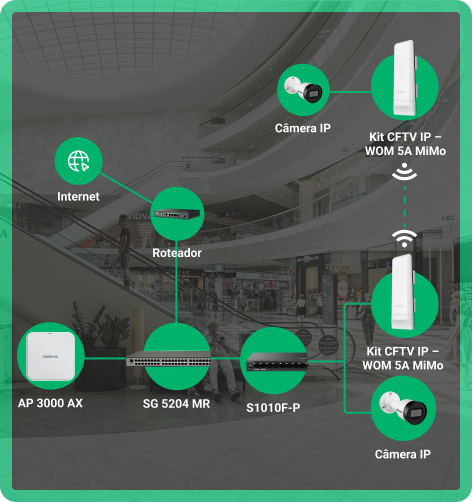 Câmera IP
Kit CFTV IP –
WOM 5A MiMo
Internet
Roteador
Kit CFTV IP –
WOM 5A MiMo
AP 3000 AX
SG 5204 MR
S1010F-P
Câmera IP